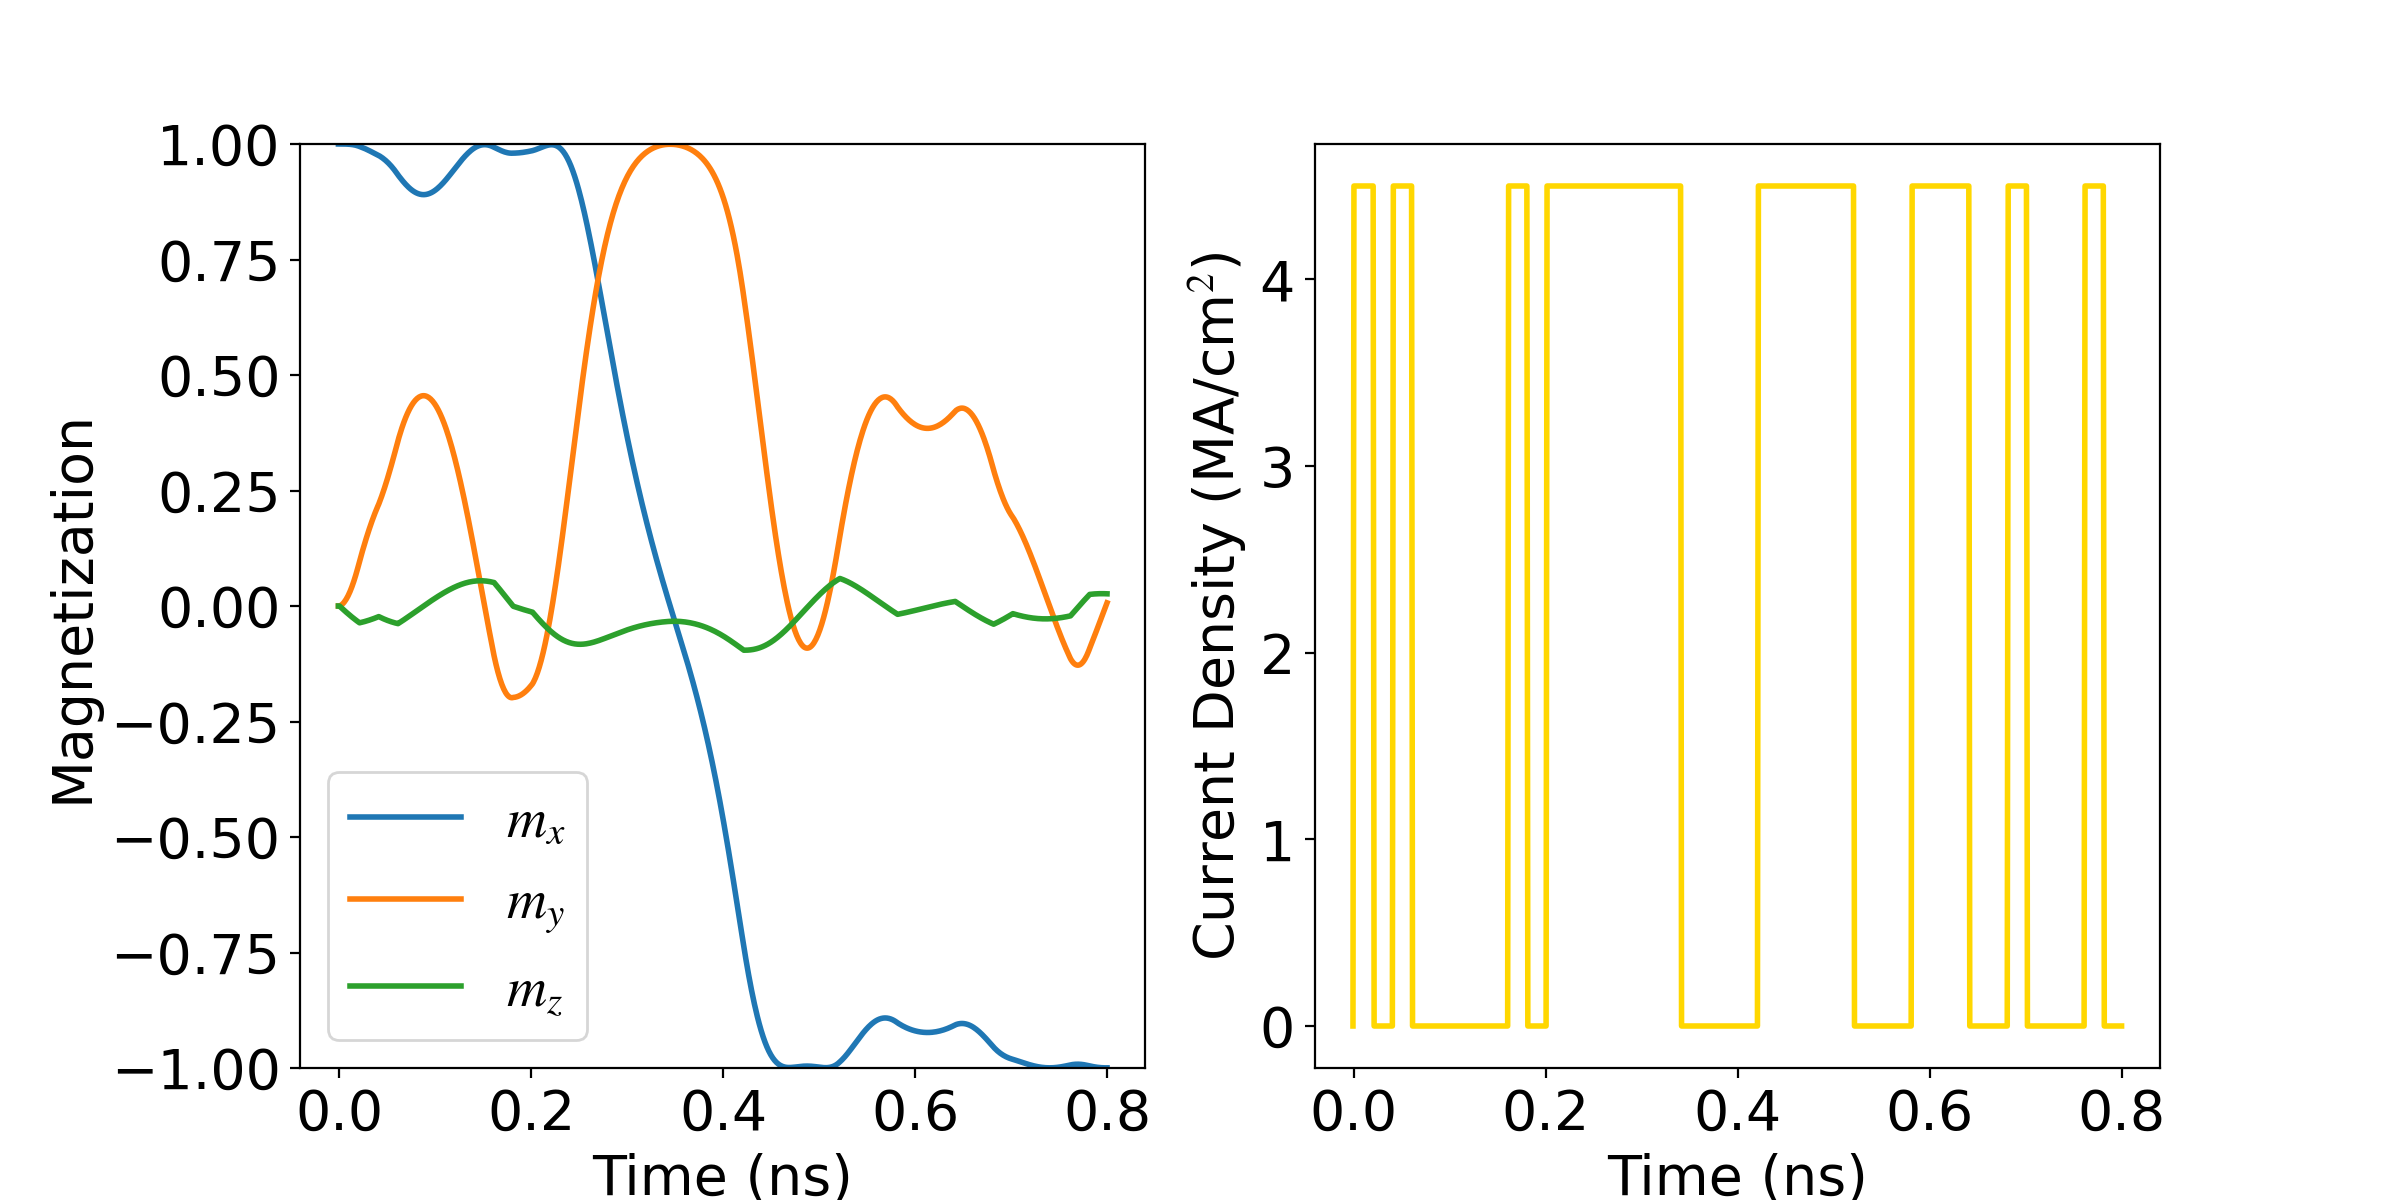 Magnetization
1.00
0.75
0.50
0.25
0.00
−0.25
−0.50
−0.75
−1.00
m_x
m_y
m_z
0.0 0.2 0.4 0.6 0.8
Time (ns)
Current Density (MA/cm²)
4
3
2
1
0
0.0 0.2 0.4 0.6 0.8
Time (ns)